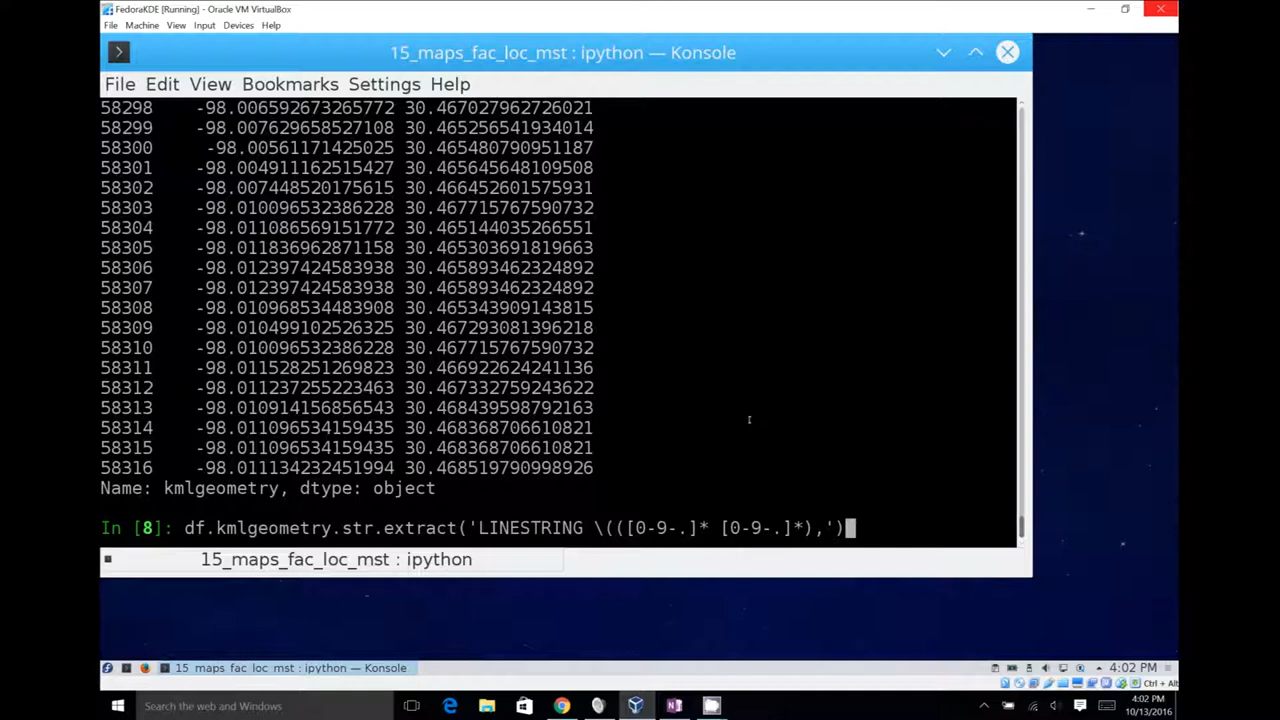 FedoraKDE [Running] - Oracle VM VirtualBox
File Machine View Input Devices Help
15_maps_fac_loc_mst : ipython — Konsole
File Edit View Bookmarks Settings Help
58298 -98.006592673265772 30.467027962726021
58299 -98.007629658527108 30.465256541934014
58300 -98.00561171425025 30.465480790951187
58301 -98.004911162515427 30.465645648109508
58302 -98.007448520175615 30.466452601575931
58303 -98.010096532386228 30.467715767590732
58304 -98.011086569151772 30.465144035266551
58305 -98.011836962871158 30.465303691819663
58306 -98.012397424583938 30.465893462324892
58307 -98.012397424583938 30.465893462324892
58308 -98.010968534483908 30.465343909143815
58309 -98.010499102526325 30.467293081396218
58310 -98.010096532386228 30.467715767590732
58311 -98.011528251269823 30.466922624241136
58312 -98.011237255223463 30.467332759243622
58313 -98.010914156856543 30.468439598792163
58314 -98.011096534159435 30.468368706610821
58315 -98.011096534159435 30.468368706610821
58316 -98.011134232451994 30.468519790998926
Name: kmlgeometry, dtype: object
In [8]: df.kmlgeometry.str.extract('LINESTRING \(([0-9-.]* [0-9-.]*),')
15_maps_fac_loc_mst : ipython
15_maps_fac_loc_mst : ipython — Konsole
4:02 PM
Ctrl + Alt
Search the web and Windows
4:02 PM
10/13/2016